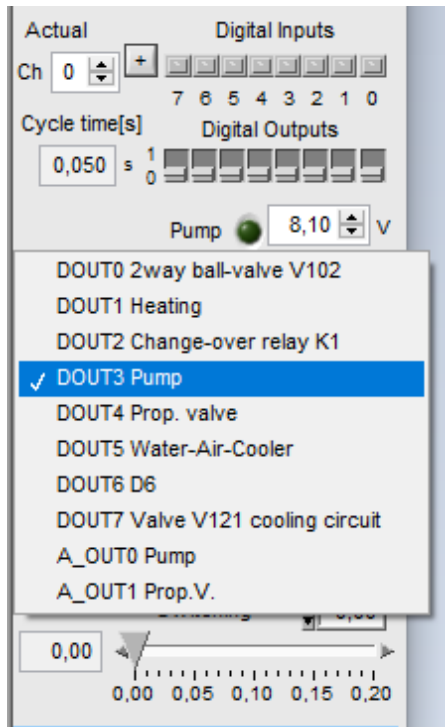 Actual Digital Inputs
Ch 0 +
7 6 5 4 3 2 1 0
Cycle time[s] Digital Outputs
0,050 s 1
0
Pump 8,10 V
DOUT0 2way ball-valve V102
DOUT1 Heating
DOUT2 Change-over relay K1
✓ DOUT3 Pump
DOUT4 Prop. valve
DOUT5 Water-Air-Cooler
DOUT6 D6
DOUT7 Valve V121 cooling circuit
A_OUT0 Pump
A_OUT1 Prop.V.
0,00
0,00 0,05 0,10 0,15 0,20